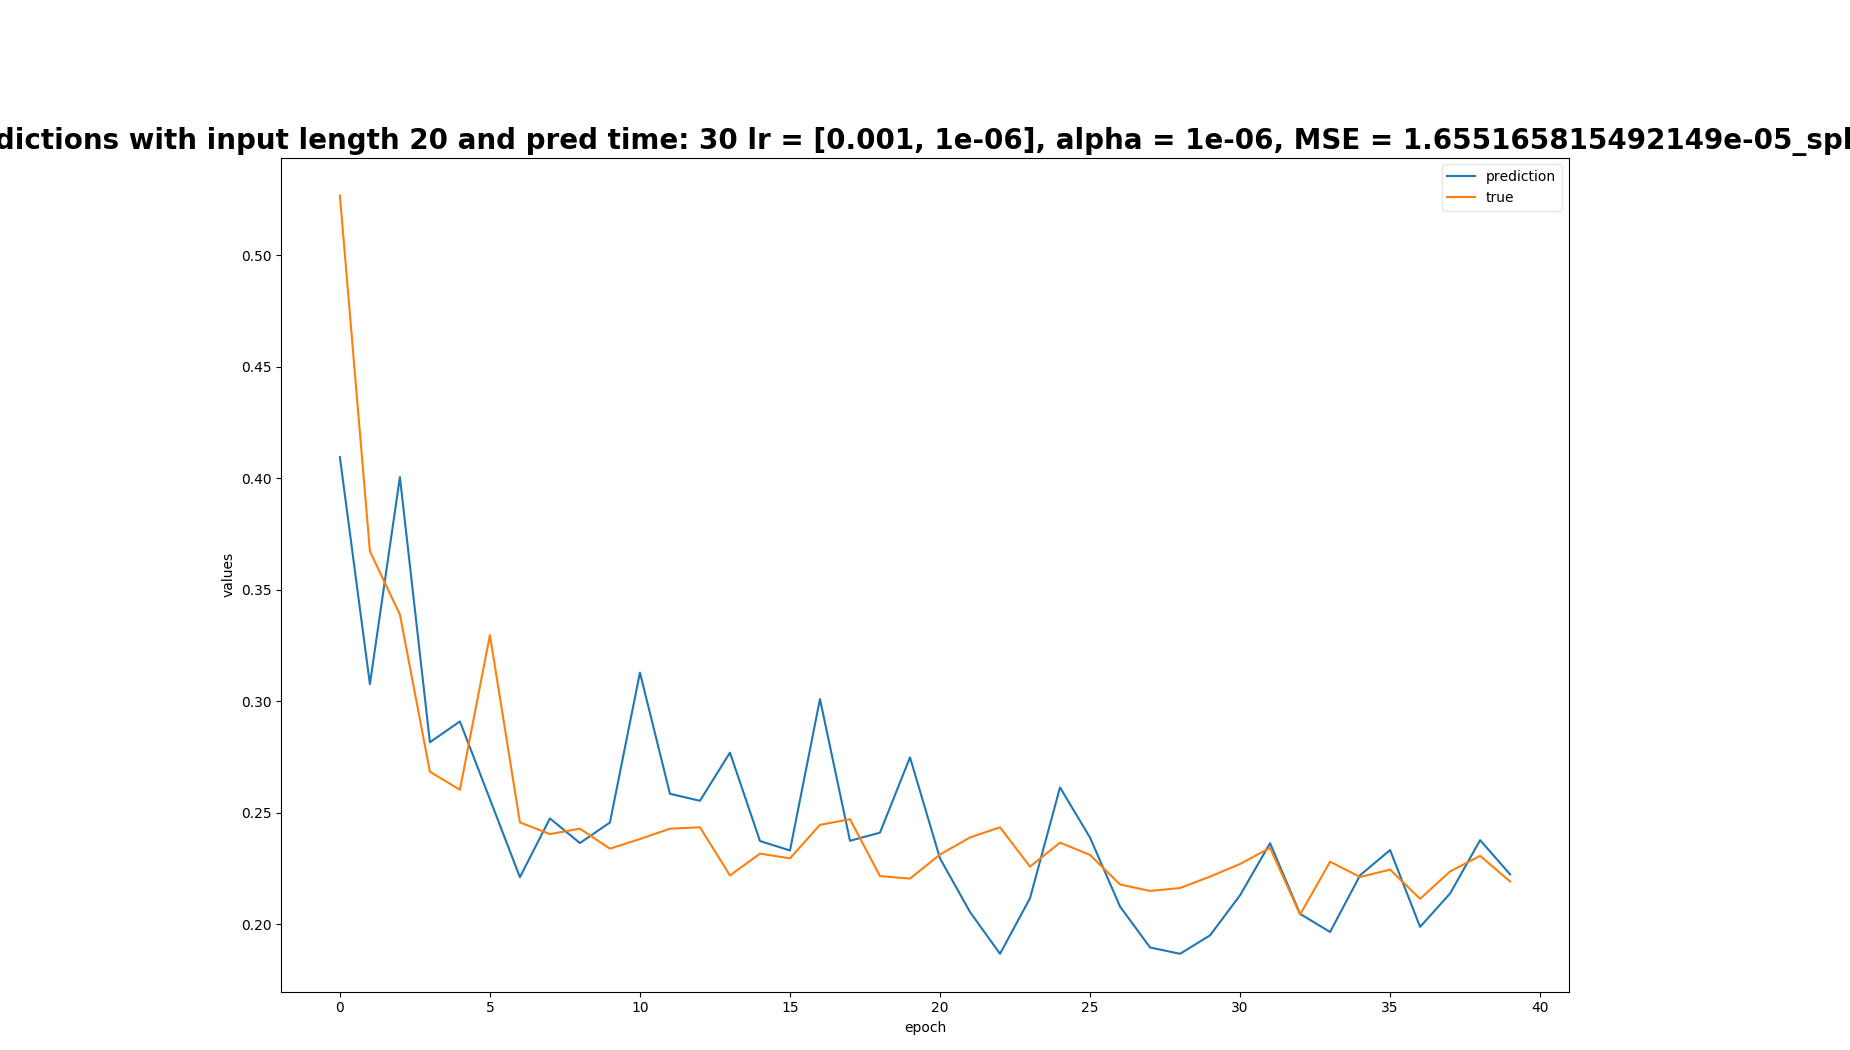 dictions with input length 20 and pred time: 30 lr = [0.001, 1e-06], alpha = 1e-06, MSE = 1.655165815492149e-05_spl
prediction
true
0.50
0.45
0.40
0.35
0.30
0.25
0.20
values
0 5 10 15 20 25 30 35 40
epoch